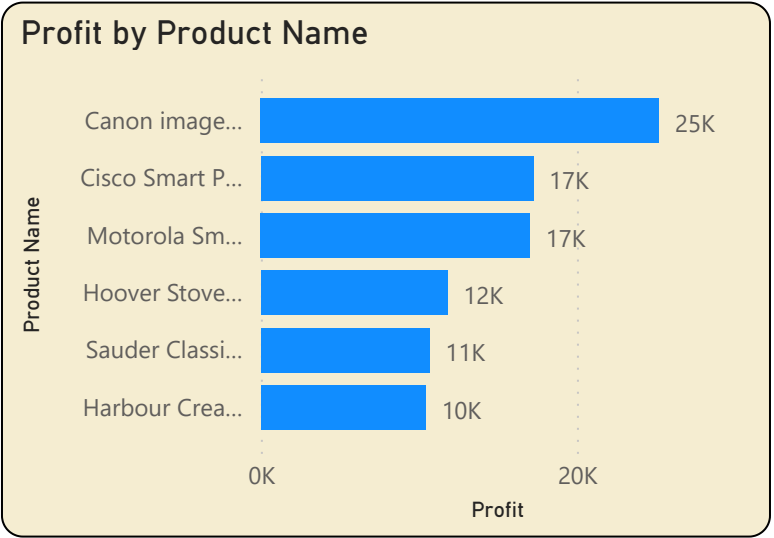 Profit by Product Name
Product Name
Canon image... 25K
Cisco Smart P... 17K
Motorola Sm... 17K
Hoover Stove... 12K
Sauder Classi... 11K
Harbour Crea... 10K
0K 20K
Profit